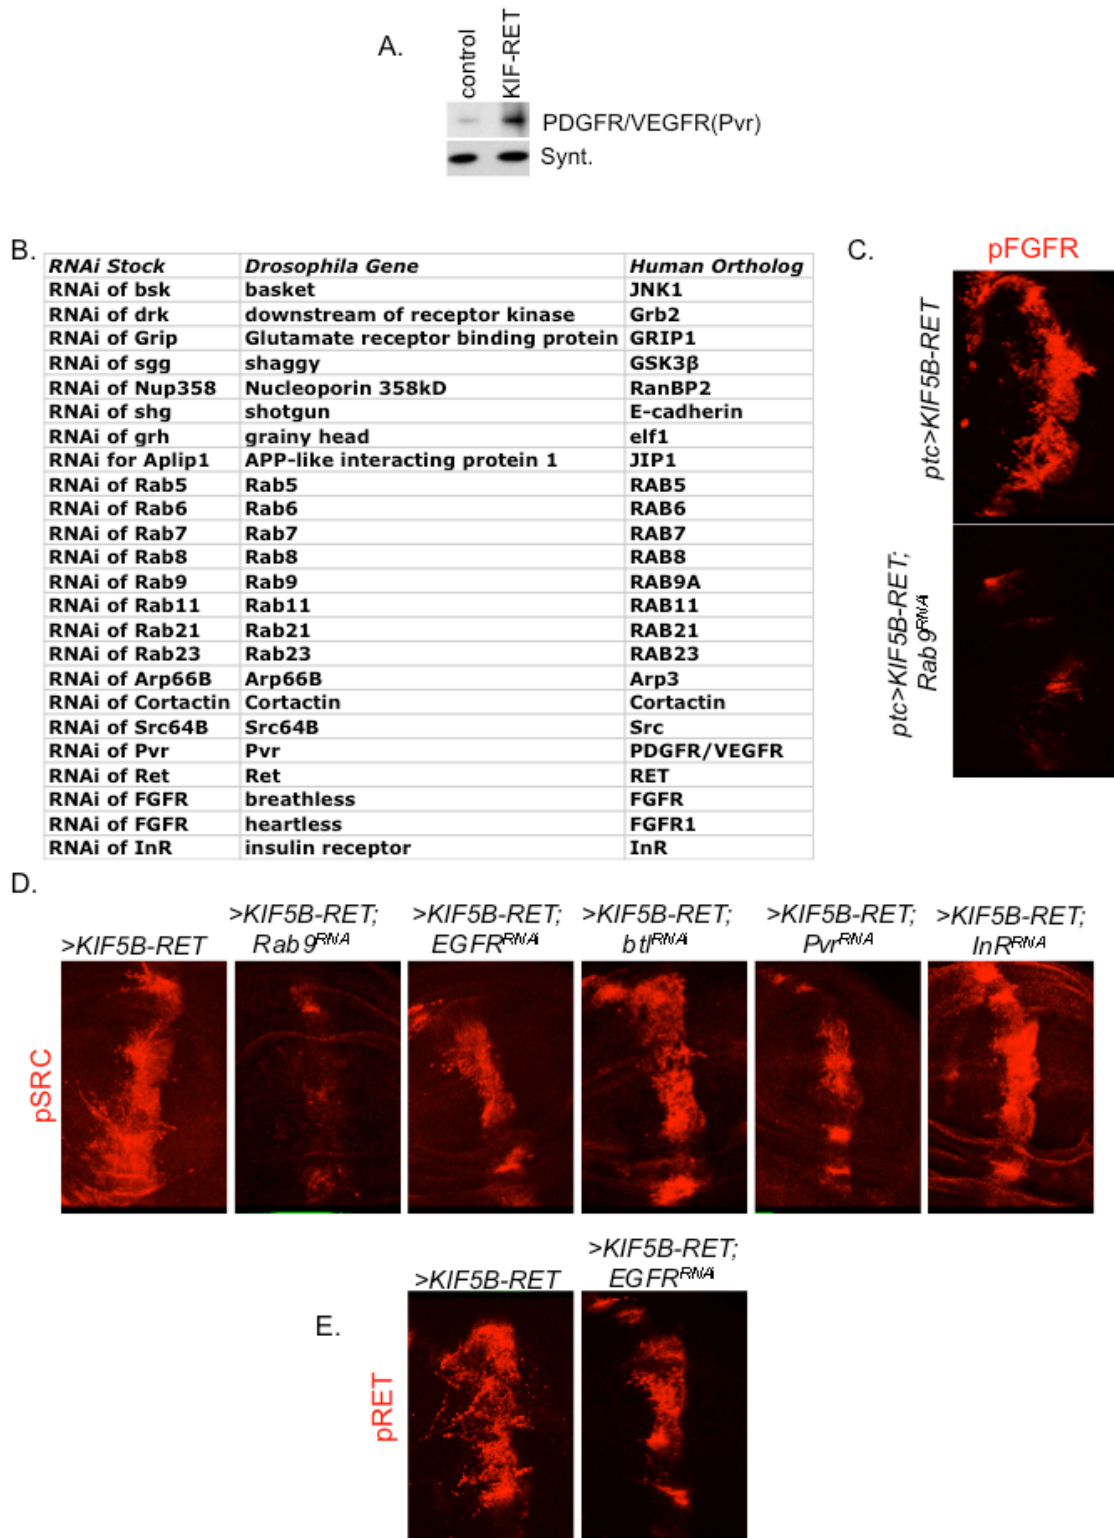 A.
control
KIF-RET
PDGFR/VEGFR(Pvr)
Synt.
B.
RNAi Stock Drosophila Gene Human Ortholog
RNAi of bsk basket JNK1
RNAi of drk downstream of receptor kinase Grb2
RNAi of Grip Glutamate receptor binding protein GRIP1
RNAi of sgg shaggy GSK3β
RNAi of Nup358 Nucleoporin 358kD RanBP2
RNAi of shg shotgun E-cadherin
RNAi of grh grainy head elf1
RNAi for Aplip1 APP-like interacting protein 1 JIP1
RNAi of Rab5 Rab5 RAB5
RNAi of Rab6 Rab6 RAB6
RNAi of Rab7 Rab7 RAB7
RNAi of Rab8 Rab8 RAB8
RNAi of Rab9 Rab9 RAB9A
RNAi of Rab11 Rab11 RAB11
RNAi of Rab21 Rab21 RAB21
RNAi of Rab23 Rab23 RAB23
RNAi of Arp66B Arp66B Arp3
RNAi of Cortactin Cortactin Cortactin
RNAi of Src64B Src64B Src
RNAi of Pvr Pvr PDGFR/VEGFR
RNAi of Ret Ret RET
RNAi of FGFR breathless FGFR
RNAi of FGFR heartless FGFR1
RNAi of InR insulin receptor InR
C.
pFGFR
ptc>KIF5B-RET
ptc>KIF5B-RET;
Rab9RNAi
D.
>KIF5B-RET
>KIF5B-RET;
Rab9RNAi
>KIF5B-RET;
EGFRRNAi
>KIF5B-RET;
btlRNAi
>KIF5B-RET;
PvrRNAi
>KIF5B-RET;
InRRNAi
pSRC
E.
>KIF5B-RET
>KIF5B-RET;
EGFRRNAi
pRET